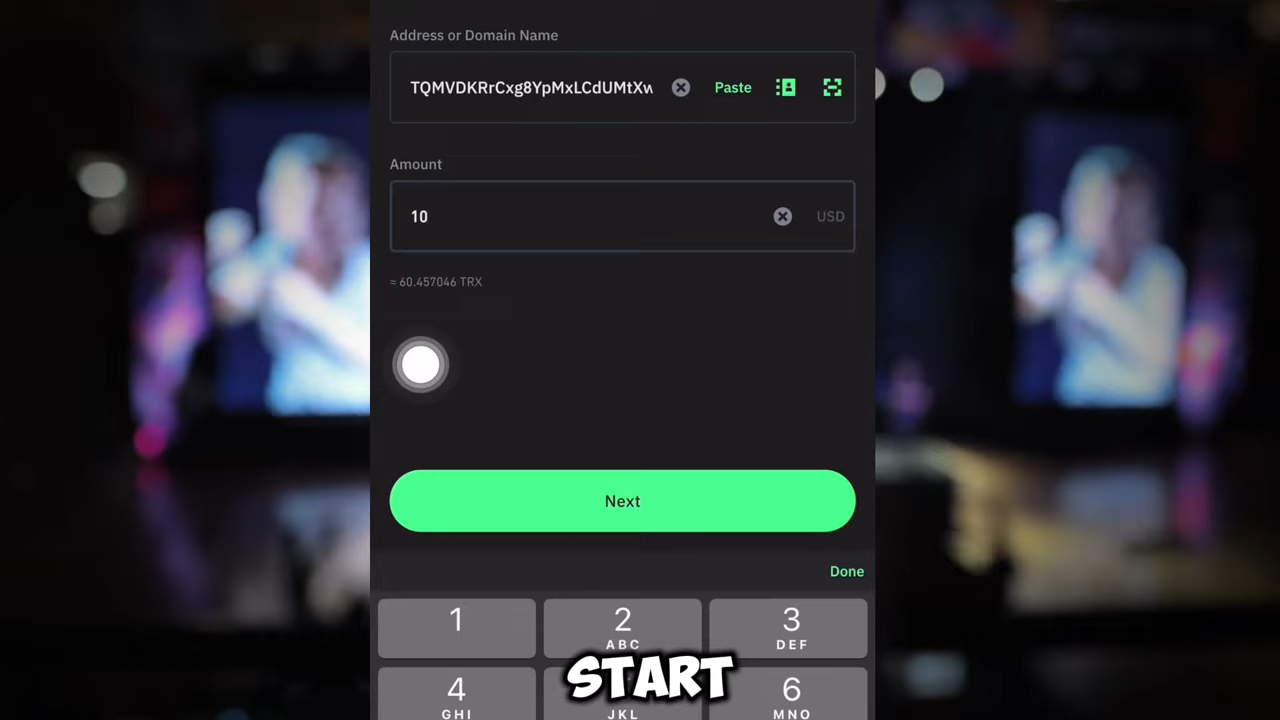 Address or Domain Name
TQMVDKRrCxg8YpMxLCdUMtXw
Paste
Amount
10
USD
≈ 60.457046 TRX
Next
Done
1
2
ABC
3
DEF
START
4
GHI
JKL
6
MNO